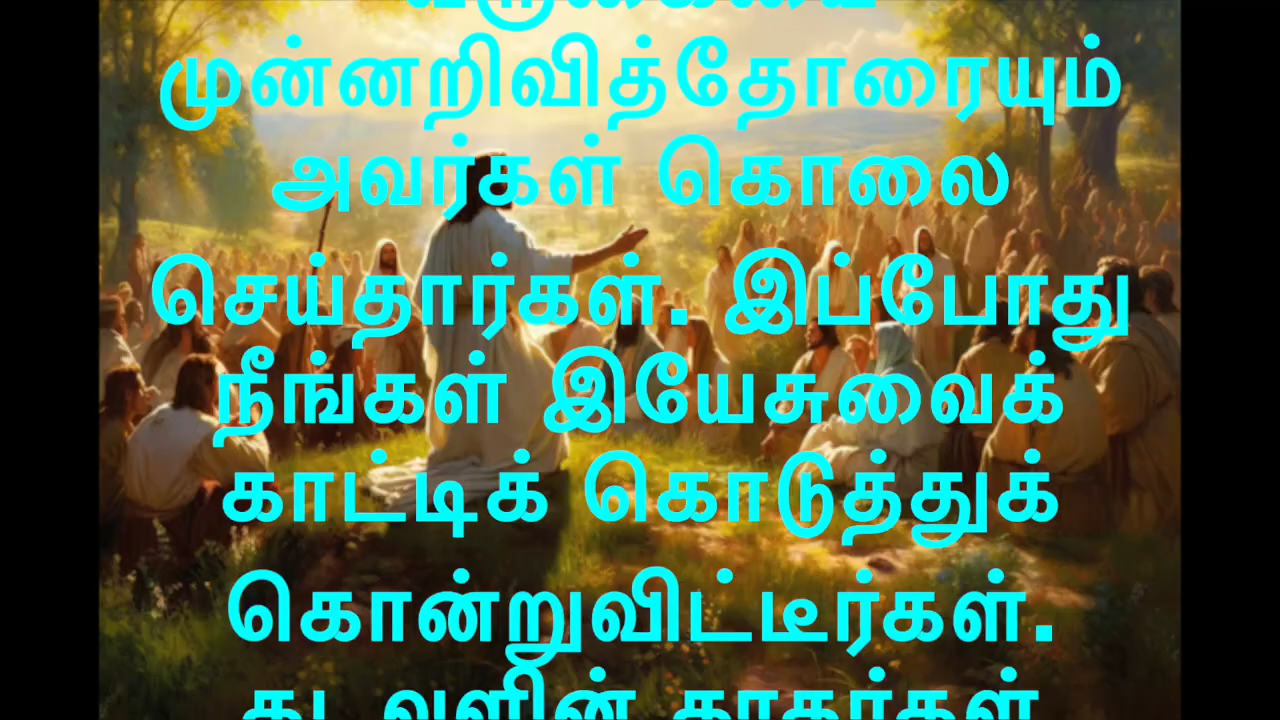 முன்னறிவித்தோரையும்
அவர்கள் கொலை
செய்தார்கள். இப்போது
நீங்கள் இயேசுவைக்
காட்டிக் கொடுத்துக்
கொன்றுவிட்டீர்கள்.